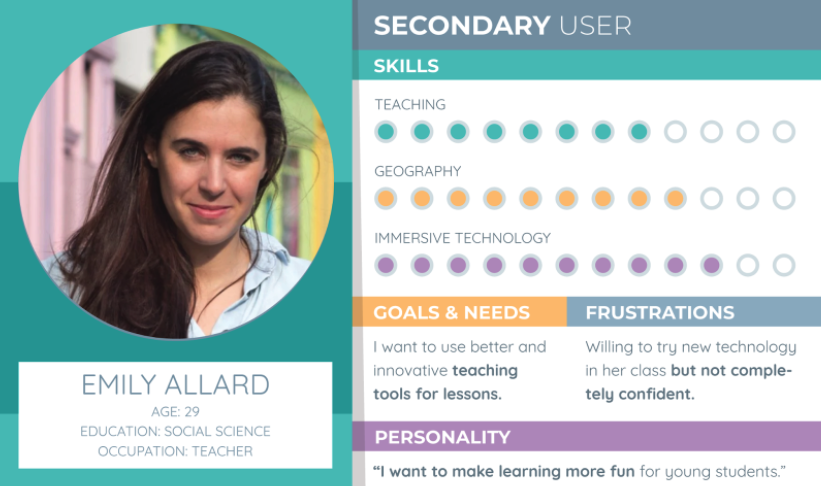 SECONDARY USER
SKILLS
TEACHING
GEOGRAPHY
IMMERSIVE TECHNOLOGY
GOALS & NEEDS
I want to use better and
innovative teaching
tools for lessons.
FRUSTRATIONS
Willing to try new technology
in her class but not comple-
tely confident.
PERSONALITY
“I want to make learning more fun for young students.”
EMILY ALLARD
AGE: 29
EDUCATION: SOCIAL SCIENCE
OCCUPATION: TEACHER